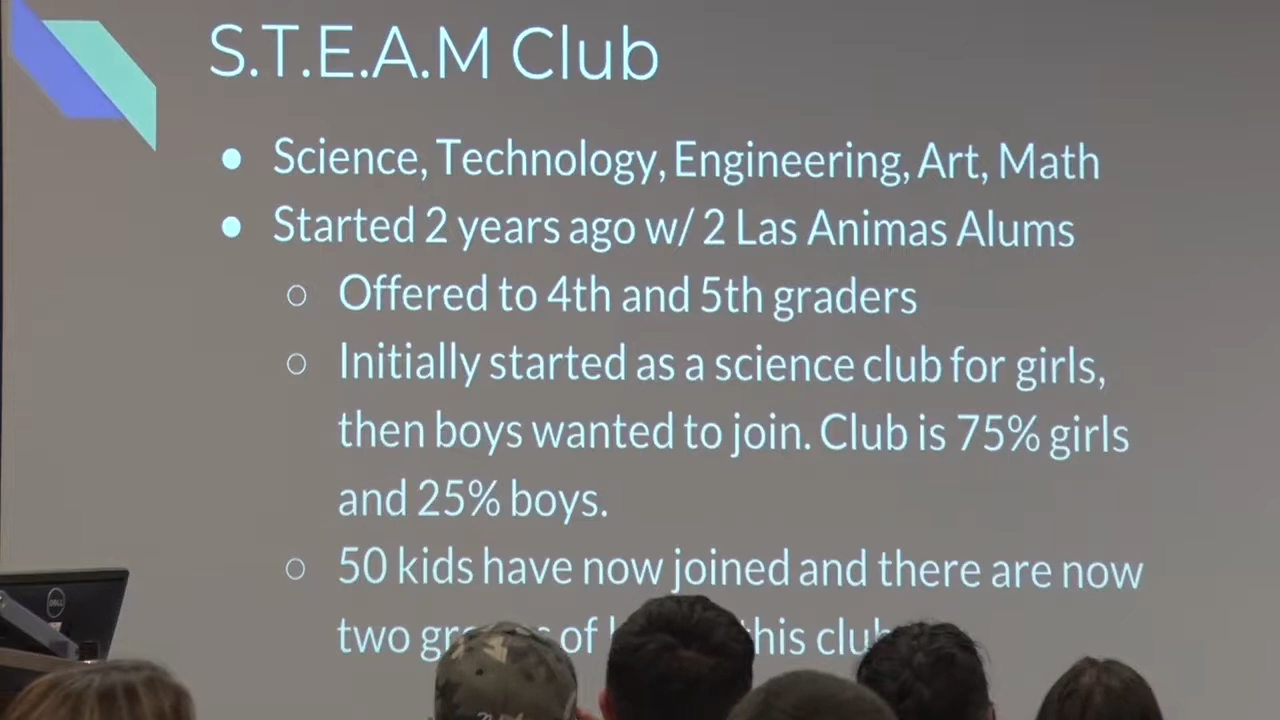 S.T.E.A.M Club
● Science, Technology, Engineering, Art, Math
● Started 2 years ago w/ 2 Las Animas Alums
○ Offered to 4th and 5th graders
○ Initially started as a science club for girls,
then boys wanted to join. Club is 75% girls
and 25% boys.
○ 50 kids have now joined and there are now
two of this club
DELL